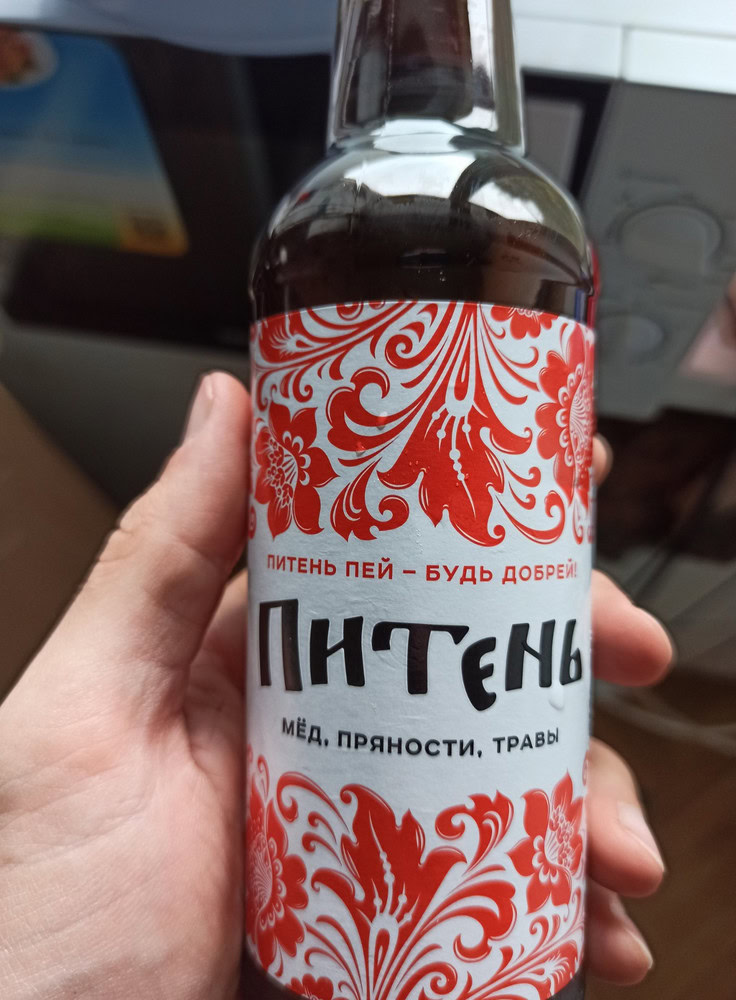 ПИТЕНЬ ПЕЙ – БУДЬ ДОБРЕЙ!
ПИТЕНЬ
МЁД, ПРЯНОСТИ, ТРАВЫ